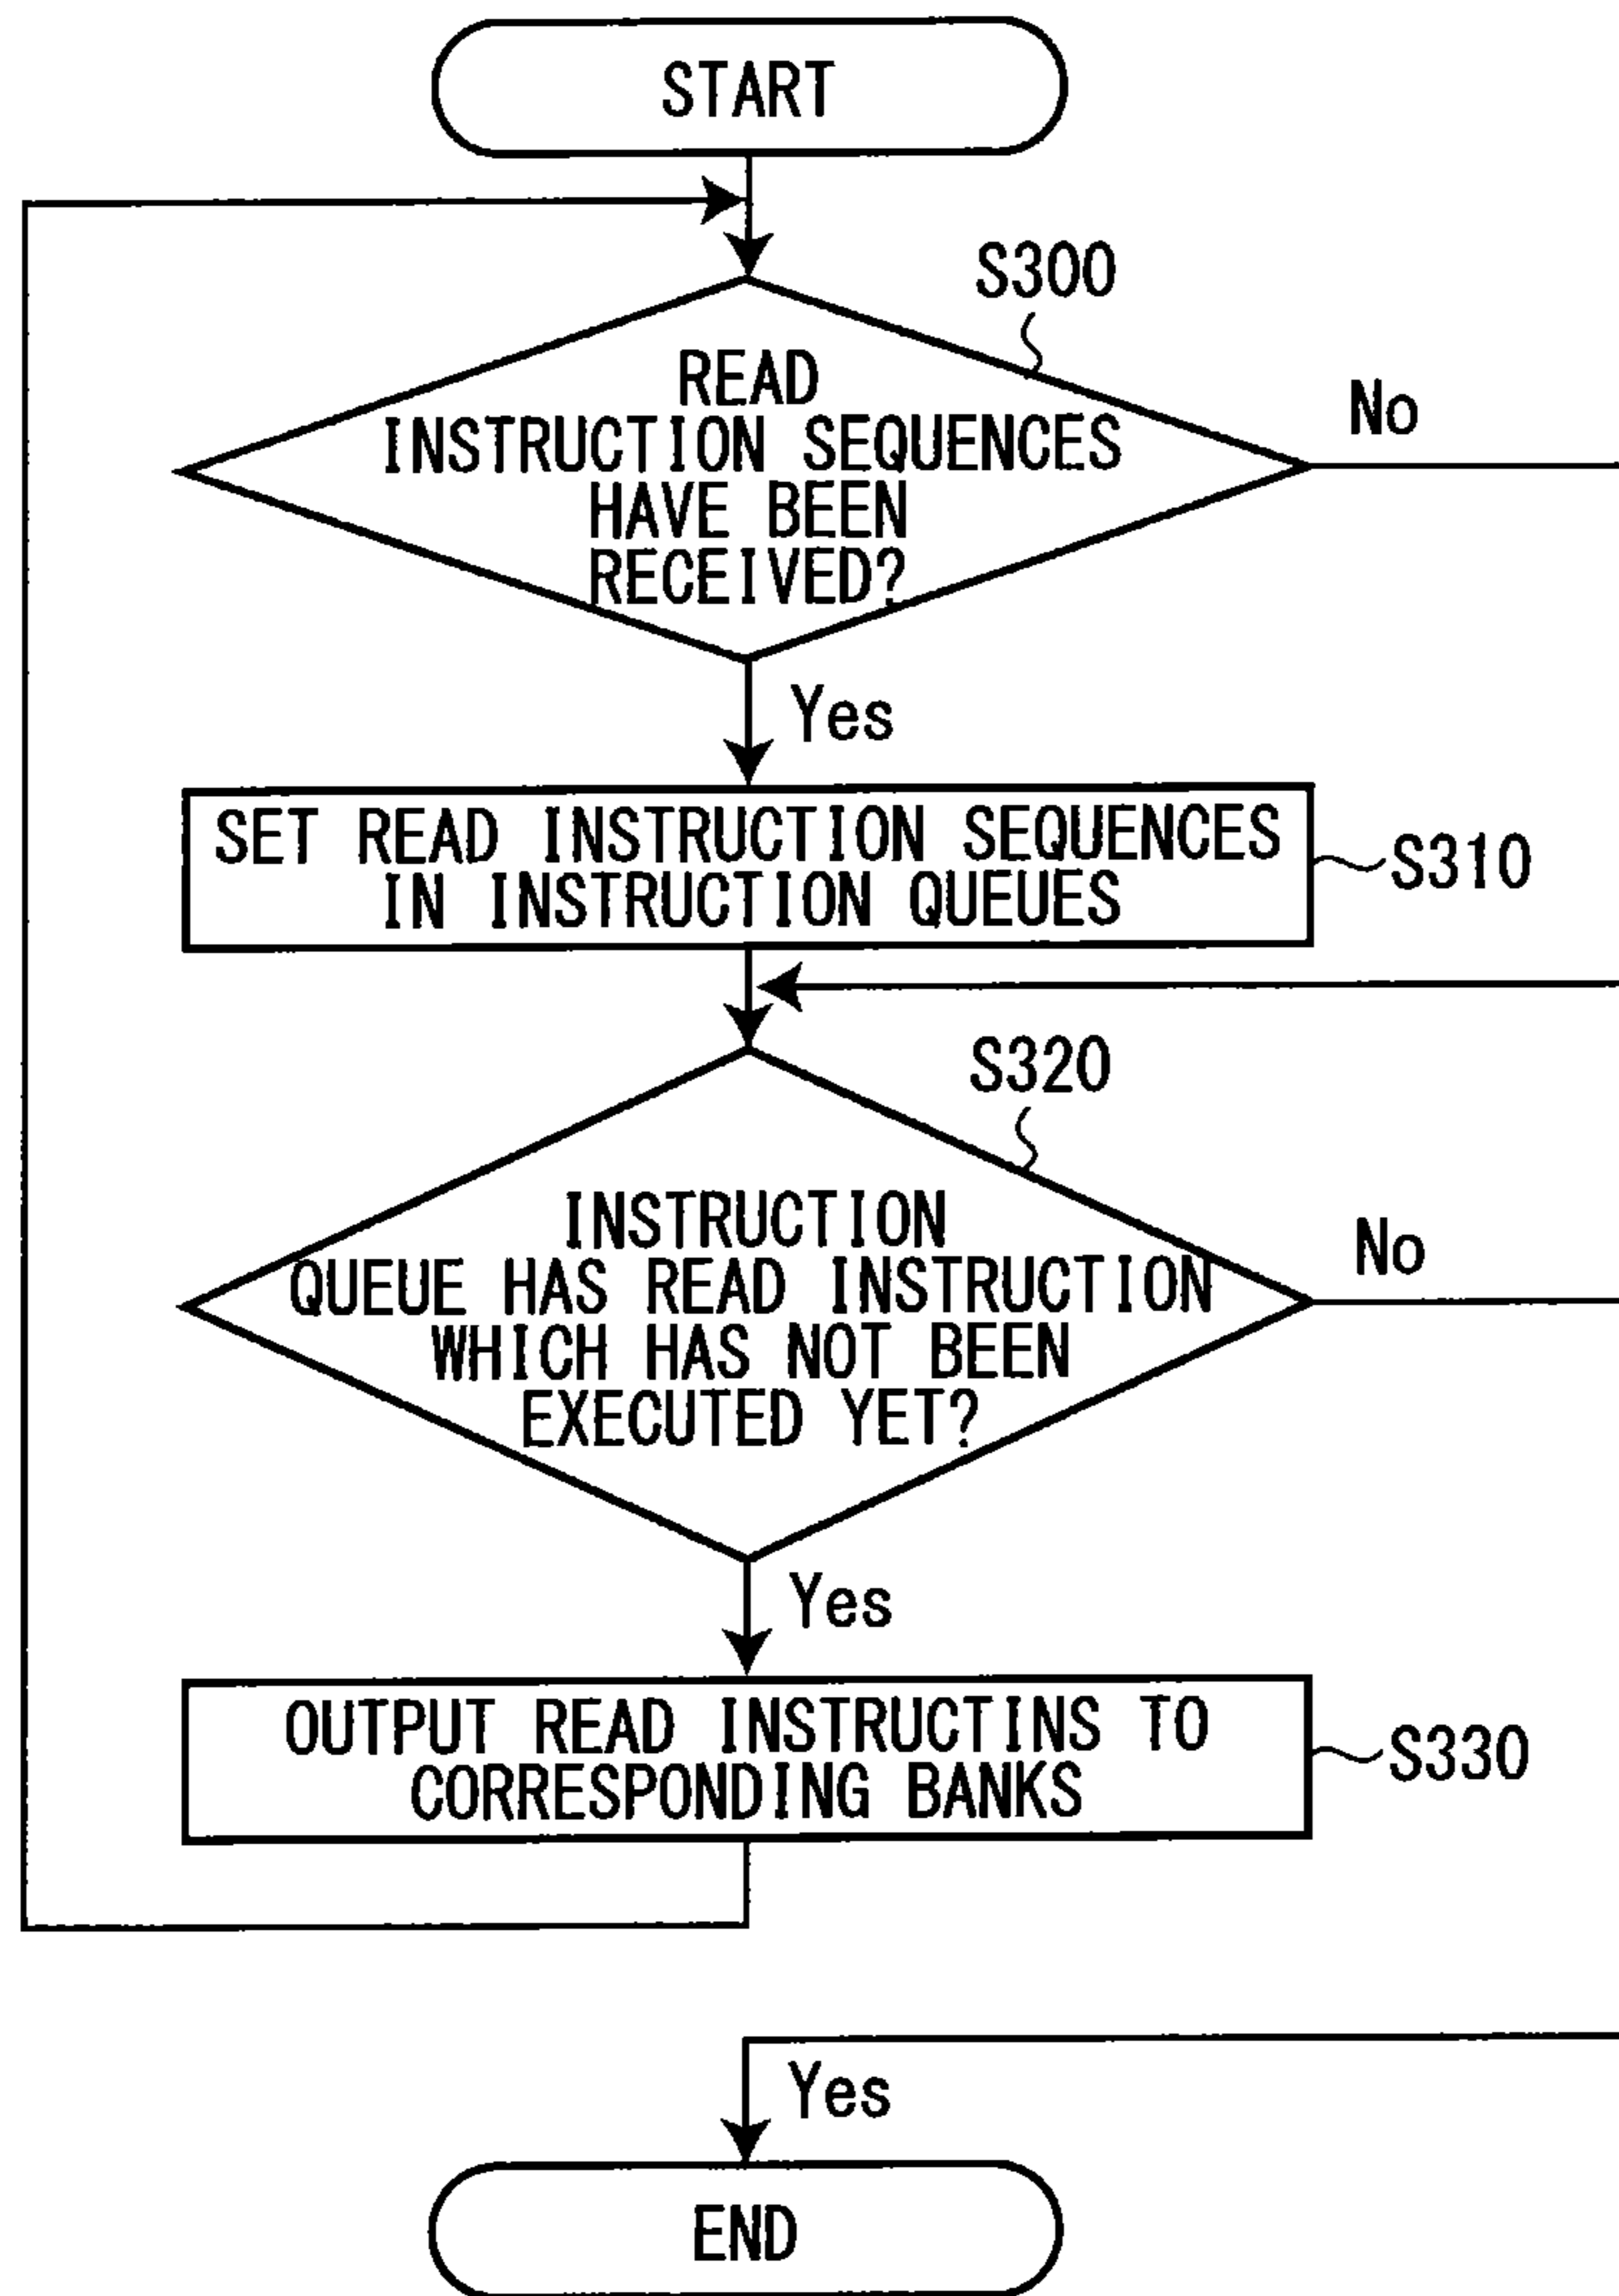 START
S300
READ
INSTRUCTION SEQUENCES
HAVE BEEN
RECEIVED?
No
Yes
SET READ INSTRUCTION SEQUENCES
IN INSTRUCTION QUEUES
S310
S320
INSTRUCTION
QUEUE HAS READ INSTRUCTION
WHICH HAS NOT BEEN
EXECUTED YET?
No
Yes
OUTPUT READ INSTRUCTINS TO
CORRESPONDING BANKS
S330
Yes
END